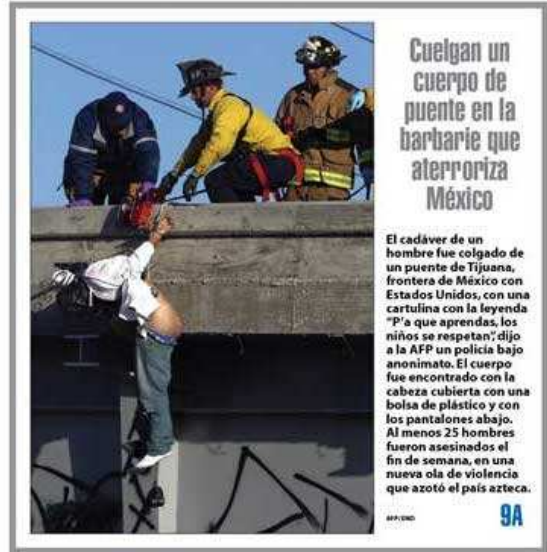 Cuelgan un
cuerpo de
puente en la
barbarie que
aterroriza
México
El cadáver de un
hombre fue colgado de
un puente de Tijuana,
frontera de México con
Estados Unidos, con una
cartulina con la leyenda
"P'a que aprendas, los
niños se respetan", dijo
a la AFP un policía bajo
anonimato. El cuerpo
fue encontrado con la
cabeza cubierta con una
bolsa de plástico y con
los pantalones abajo.
Al menos 25 hombres
fueron asesinados el
fin de semana, en una
nueva ola de violencia
que azotó el país azteca.
9A